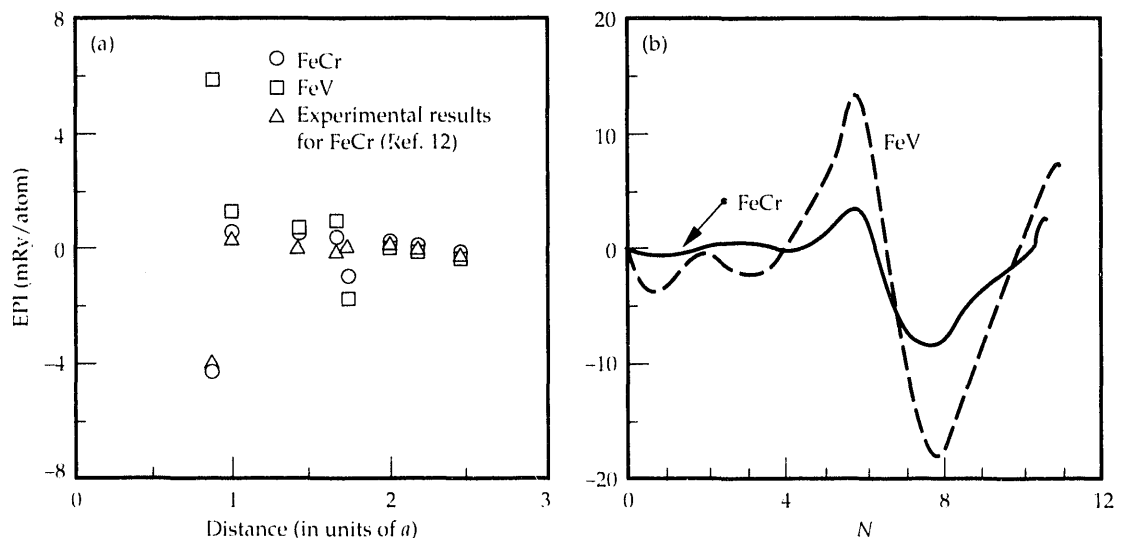 8
(a)
FeCr
FeV
Experimental results
for FeCr (Ref. 12)
4
0
−4
−8
EPI (mRy/atom)
0
1
2
3
Distance (in units of a)
20
(b)
10
FeV
FeCr
0
−10
−20
0
4
8
12
N